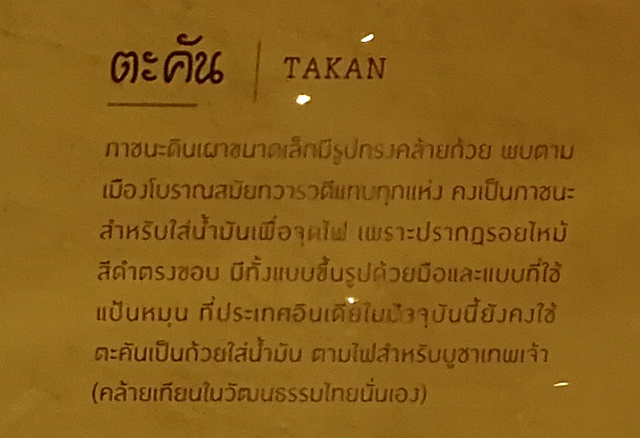 ตะคัน | TAKAN
ภาชนะดินเผาขนาดเล็กมีรูปทรงคล้ายถ้วย พบตาม
เมืองโบราณสมัยทวารวดีแทบทุกแห่ง คงเป็นภาชนะ
สำหรับใส่น้ำมันเพื่อจุดไฟ เพราะปรากฏรอยไหม้
สีดำตรงขอบ มีทั้งแบบขึ้นรูปด้วยมือและแบบที่ใช้
แป้นหมุน ที่ประเทศอินเดียในปัจจุบันนี้ยังคงใช้
ตะคันเป็นถ้วยใส่น้ำมัน ตามไฟสำหรับบูชาเทพเจ้า
(คล้ายเทียนในวัฒนธรรมไทยนั่นเอง)